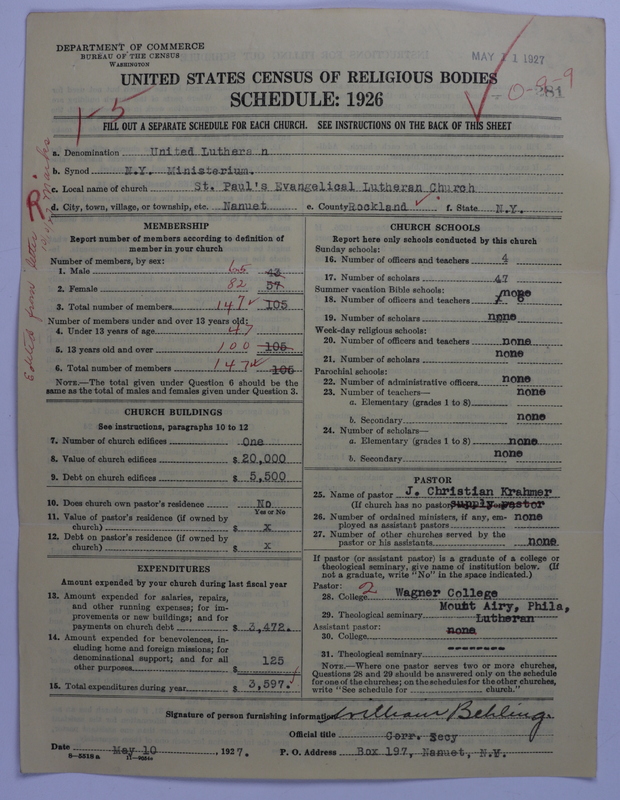 DEPARTMENT OF COMMERCE
BUREAU OF THE CENSUS
WASHINGTON
MAY 11 1927
UNITED STATES CENSUS OF RELIGIOUS BODIES
SCHEDULE: 1926
0-9-9
281
1-5
FILL OUT A SEPARATE SCHEDULE FOR EACH CHURCH. SEE INSTRUCTIONS ON THE BACK OF THIS SHEET
a. Denomination United Luthera n
b. Synod N.Y. Ministerium.
c. Local name of church St. Paul's Evangelical Lutheran Church
d. City, town, village, or township, etc. Nanuet e. County Rockland f. State N.Y.
R
Edited from letter
MEMBERSHIP
Report number of members according to definition of
member in your church
Number of members, by sex:
1. Male 65 43
2. Female 82 57
3. Total number of members 147 105
Number of members under and over 13 years old:
4. Under 13 years of age 47
5. 13 years old and over 100 105
6. Total number of members 147 105
NOTE.—The total given under Question 6 should be the
same as the total of males and females given under Question 3.
CHURCH BUILDINGS
See instructions, paragraphs 10 to 12
7. Number of church edifices One
8. Value of church edifices $ 20,000
9. Debt on church edifices $ 5,500
10. Does church own pastor's residence No
Yes or No
11. Value of pastor's residence (if owned by
church) $ x
12. Debt on pastor's residence (if owned by
church) $ x
EXPENDITURES
Amount expended by your church during last fiscal year
13. Amount expended for salaries, repairs,
and other running expenses; for im-
provements or new buildings; and for
payments on church debt $ 3,472.
14. Amount expended for benevolences, in-
cluding home and foreign missions; for
denominational support; and for all
other purposes $ 125
15. Total expenditures during year $ 3,597.
CHURCH SCHOOLS
Report here only schools conducted by this church
Sunday schools:
16. Number of officers and teachers 4
17. Number of scholars 47
Summer vacation Bible schools:
18. Number of officers and teachers none
19. Number of scholars none
Week-day religious schools:
20. Number of officers and teachers none
21. Number of scholars none
Parochial schools:
22. Number of administrative officers none
23. Number of teachers— none
a. Elementary (grades 1 to 8)
b. Secondary none
24. Number of scholars—
a. Elementary (grades 1 to 8) none
b. Secondary none
PASTOR
25. Name of pastor J. Christian Krahmer
(If church has no pastor, supply pastor
26. Number of ordained ministers, if any, em-
ployed as assistant pastors none
27. Number of other churches served by the
pastor or his assistants none
If pastor (or assistant pastor) is a graduate of a college or
theological seminary, give name of institution below. (If
not a graduate, write "No" in the space indicated.)
Pastor: 2
28. College Wagner College
29. Theological seminary Mount Airy, Phila,
Lutheran
Assistant pastor:
30. College none
31. Theological seminary --------
NOTE.—Where one pastor serves two or more churches,
Questions 28 and 29 should be answered only on the schedule
for one of the churches; on the schedules for the other churches,
write "See schedule for church."
Signature of person furnishing information William Behling.
Official title Corr. Secy
Date May 10, 1927. P. O. Address Box 197, Nanuet, N.Y.
8—5518 a